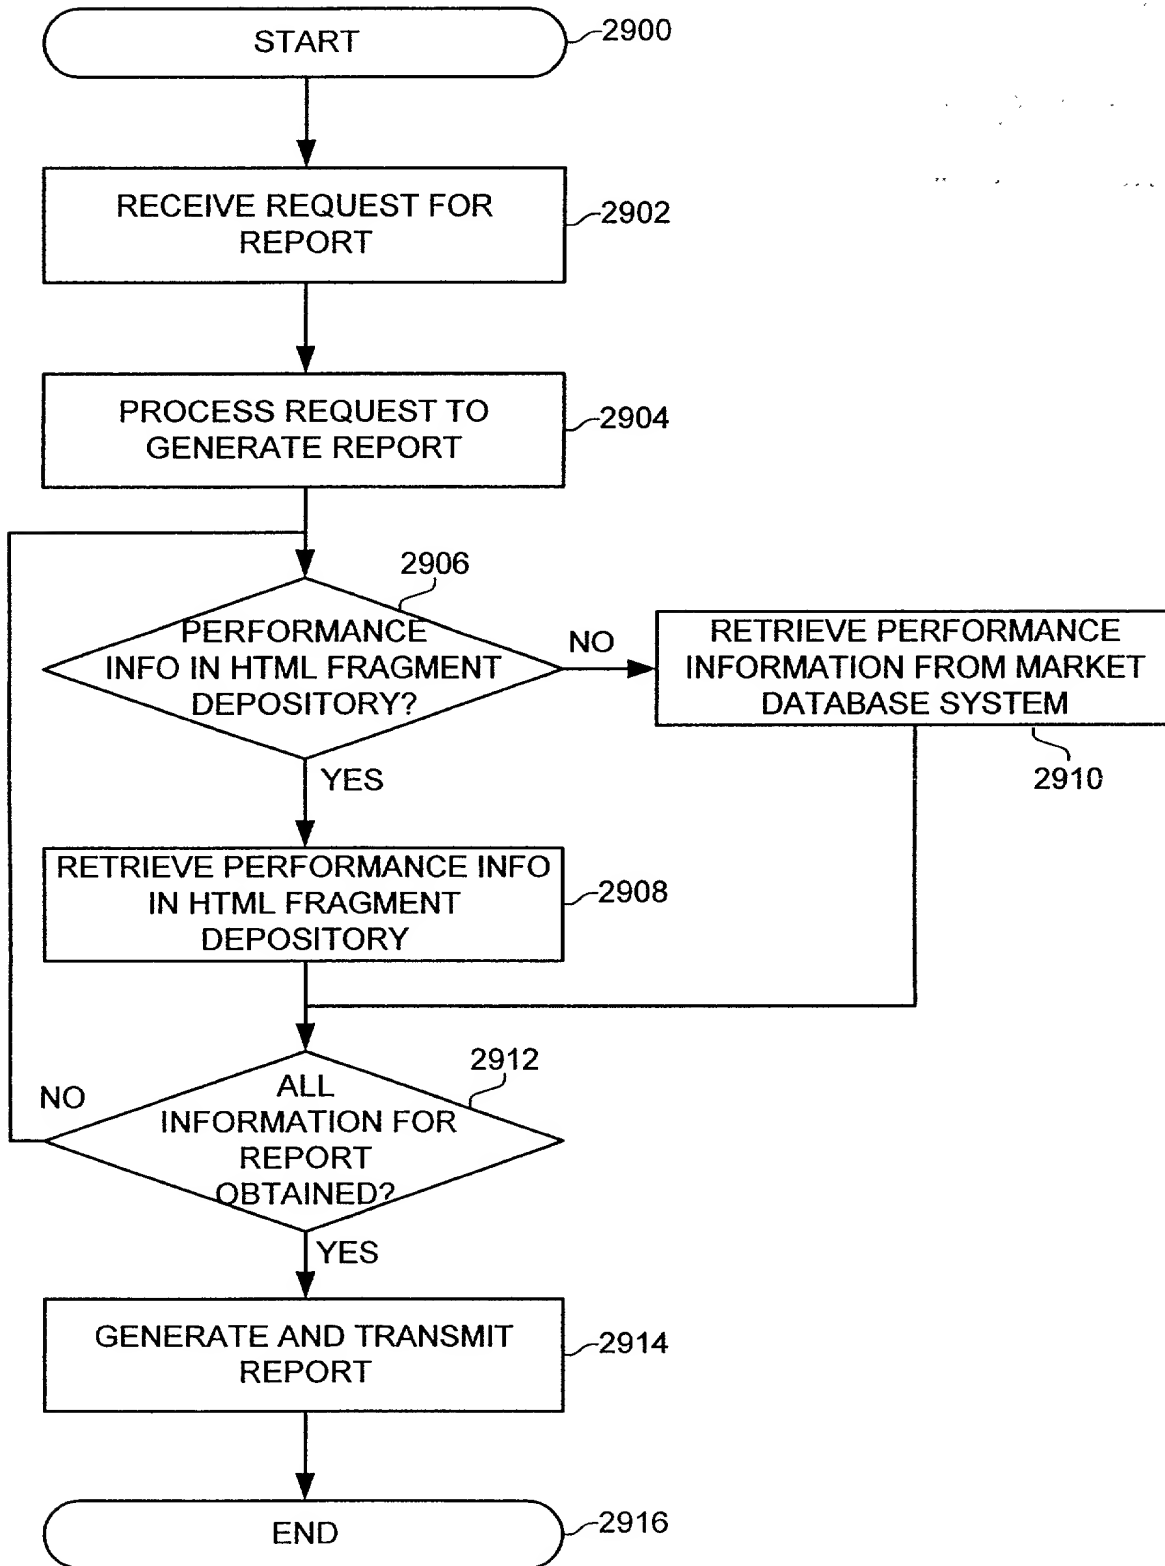 START
2900
RECEIVE REQUEST FOR
REPORT
2902
PROCESS REQUEST TO
GENERATE REPORT
2904
2906
PERFORMANCE
INFO IN HTML FRAGMENT
DEPOSITORY?
NO
RETRIEVE PERFORMANCE
INFORMATION FROM MARKET
DATABASE SYSTEM
2910
YES
RETRIEVE PERFORMANCE INFO
IN HTML FRAGMENT
DEPOSITORY
2908
2912
ALL
INFORMATION FOR
REPORT
OBTAINED?
NO
YES
GENERATE AND TRANSMIT
REPORT
2914
END
2916